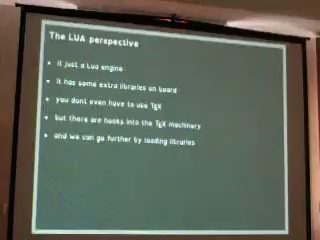 The LUA perspective
• it just a Lua engine
• it has some extra libraries on board
• you dont even have to use TEX
• but there are hooks into the TEX machinery
• and we can go further by loading libraries